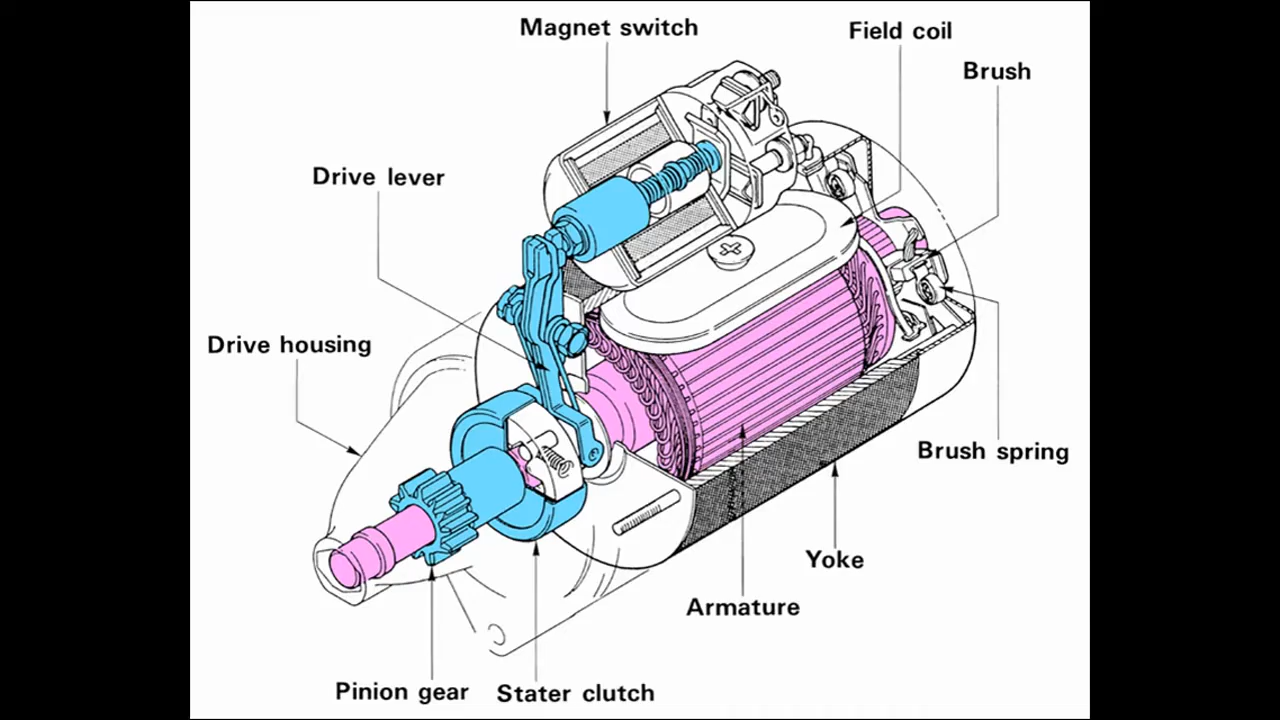 Magnet switch
Field coil
Brush
Drive lever
Drive housing
Brush spring
Yoke
Armature
Pinion gear
Stater clutch